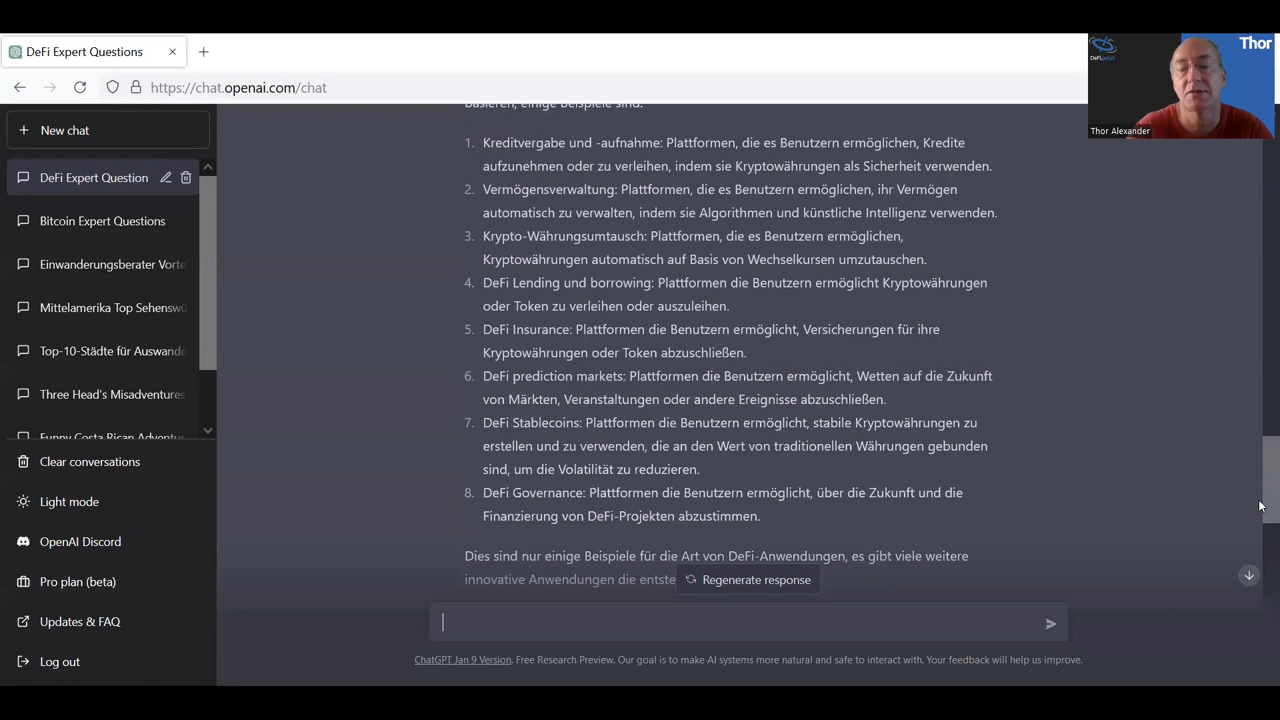 DeFi Expert Questions
Thor
DeFi.jetzt
Thor Alexander
https://chat.openai.com/chat
New chat
DeFi Expert Question
Bitcoin Expert Questions
Einwanderungsberater Vorte
Mittelamerika Top Sehenswü
Top-10-Städte für Auswande
Three Head's Misadventures
Funny Costa Rican Adventu
Clear conversations
Light mode
OpenAI Discord
Pro plan (beta)
Updates & FAQ
Log out
basieren, einige Beispiele sind:
1. Kreditvergabe und -aufnahme: Plattformen, die es Benutzern ermöglichen, Kredite
aufzunehmen oder zu verleihen, indem sie Kryptowährungen als Sicherheit verwenden.
2. Vermögensverwaltung: Plattformen, die es Benutzern ermöglichen, ihr Vermögen
automatisch zu verwalten, indem sie Algorithmen und künstliche Intelligenz verwenden.
3. Krypto-Währungsumtausch: Plattformen, die es Benutzern ermöglichen,
Kryptowährungen automatisch auf Basis von Wechselkursen umzutauschen.
4. DeFi Lending und borrowing: Plattformen die Benutzern ermöglicht Kryptowährungen
oder Token zu verleihen oder auszuleihen.
5. DeFi Insurance: Plattformen die Benutzern ermöglicht, Versicherungen für ihre
Kryptowährungen oder Token abzuschließen.
6. DeFi prediction markets: Plattformen die Benutzern ermöglicht, Wetten auf die Zukunft
von Märkten, Veranstaltungen oder andere Ereignisse abzuschließen.
7. DeFi Stablecoins: Plattformen die Benutzern ermöglicht, stabile Kryptowährungen zu
erstellen und zu verwenden, die an den Wert von traditionellen Währungen gebunden
sind, um die Volatilität zu reduzieren.
8. DeFi Governance: Plattformen die Benutzern ermöglicht, über die Zukunft und die
Finanzierung von DeFi-Projekten abzustimmen.
Dies sind nur einige Beispiele für die Art von DeFi-Anwendungen, es gibt viele weitere
innovative Anwendungen die entste
Regenerate response
ChatGPT Jan 9 Version. Free Research Preview. Our goal is to make AI systems more natural and safe to interact with. Your feedback will help us improve.